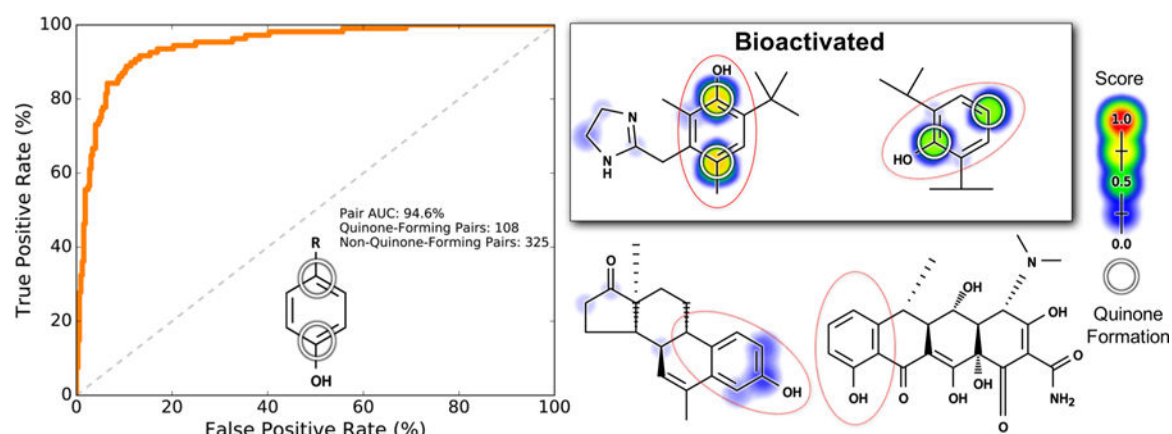 100
80
60
40
20
0
True Positive Rate (%)
Pair AUC: 94.6%
Quinone-Forming Pairs: 108
Non-Quinone-Forming Pairs: 325
R
OH
0 20 40 60 80 100
False Positive Rate (%)
Bioactivated
OH
N
N
H
HO
Score
1.0
0.5
0.0
Quinone
Formation
O
OH
N
OH
OH
O
OH
O
OH
OH
O
NH2
O